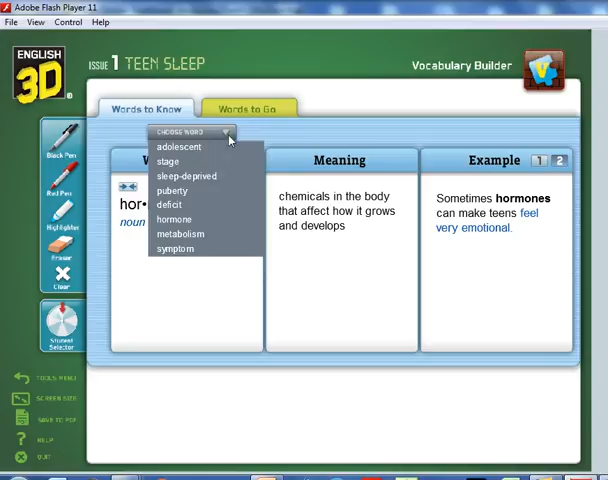 Adobe Flash Player 11
File View Control Help
ENGLISH
3D
ISSUE 1 TEEN SLEEP
Vocabulary Builder
V
Words to Know
Words to Go
CHOOSE WORD
adolescent
stage
sleep-deprived
puberty
deficit
hormone
metabolism
symptom
W
hor•
noun
Meaning
chemicals in the body
that affect how it grows
and develops
Example 1 2
Sometimes hormones
can make teens feel
very emotional.
Black Pen
Red Pen
Highlighter
Eraser
Clear
Student
Selector
TOOLS MENU
SCREEN SIZE
SAVE TO PDF
HELP
QUIT